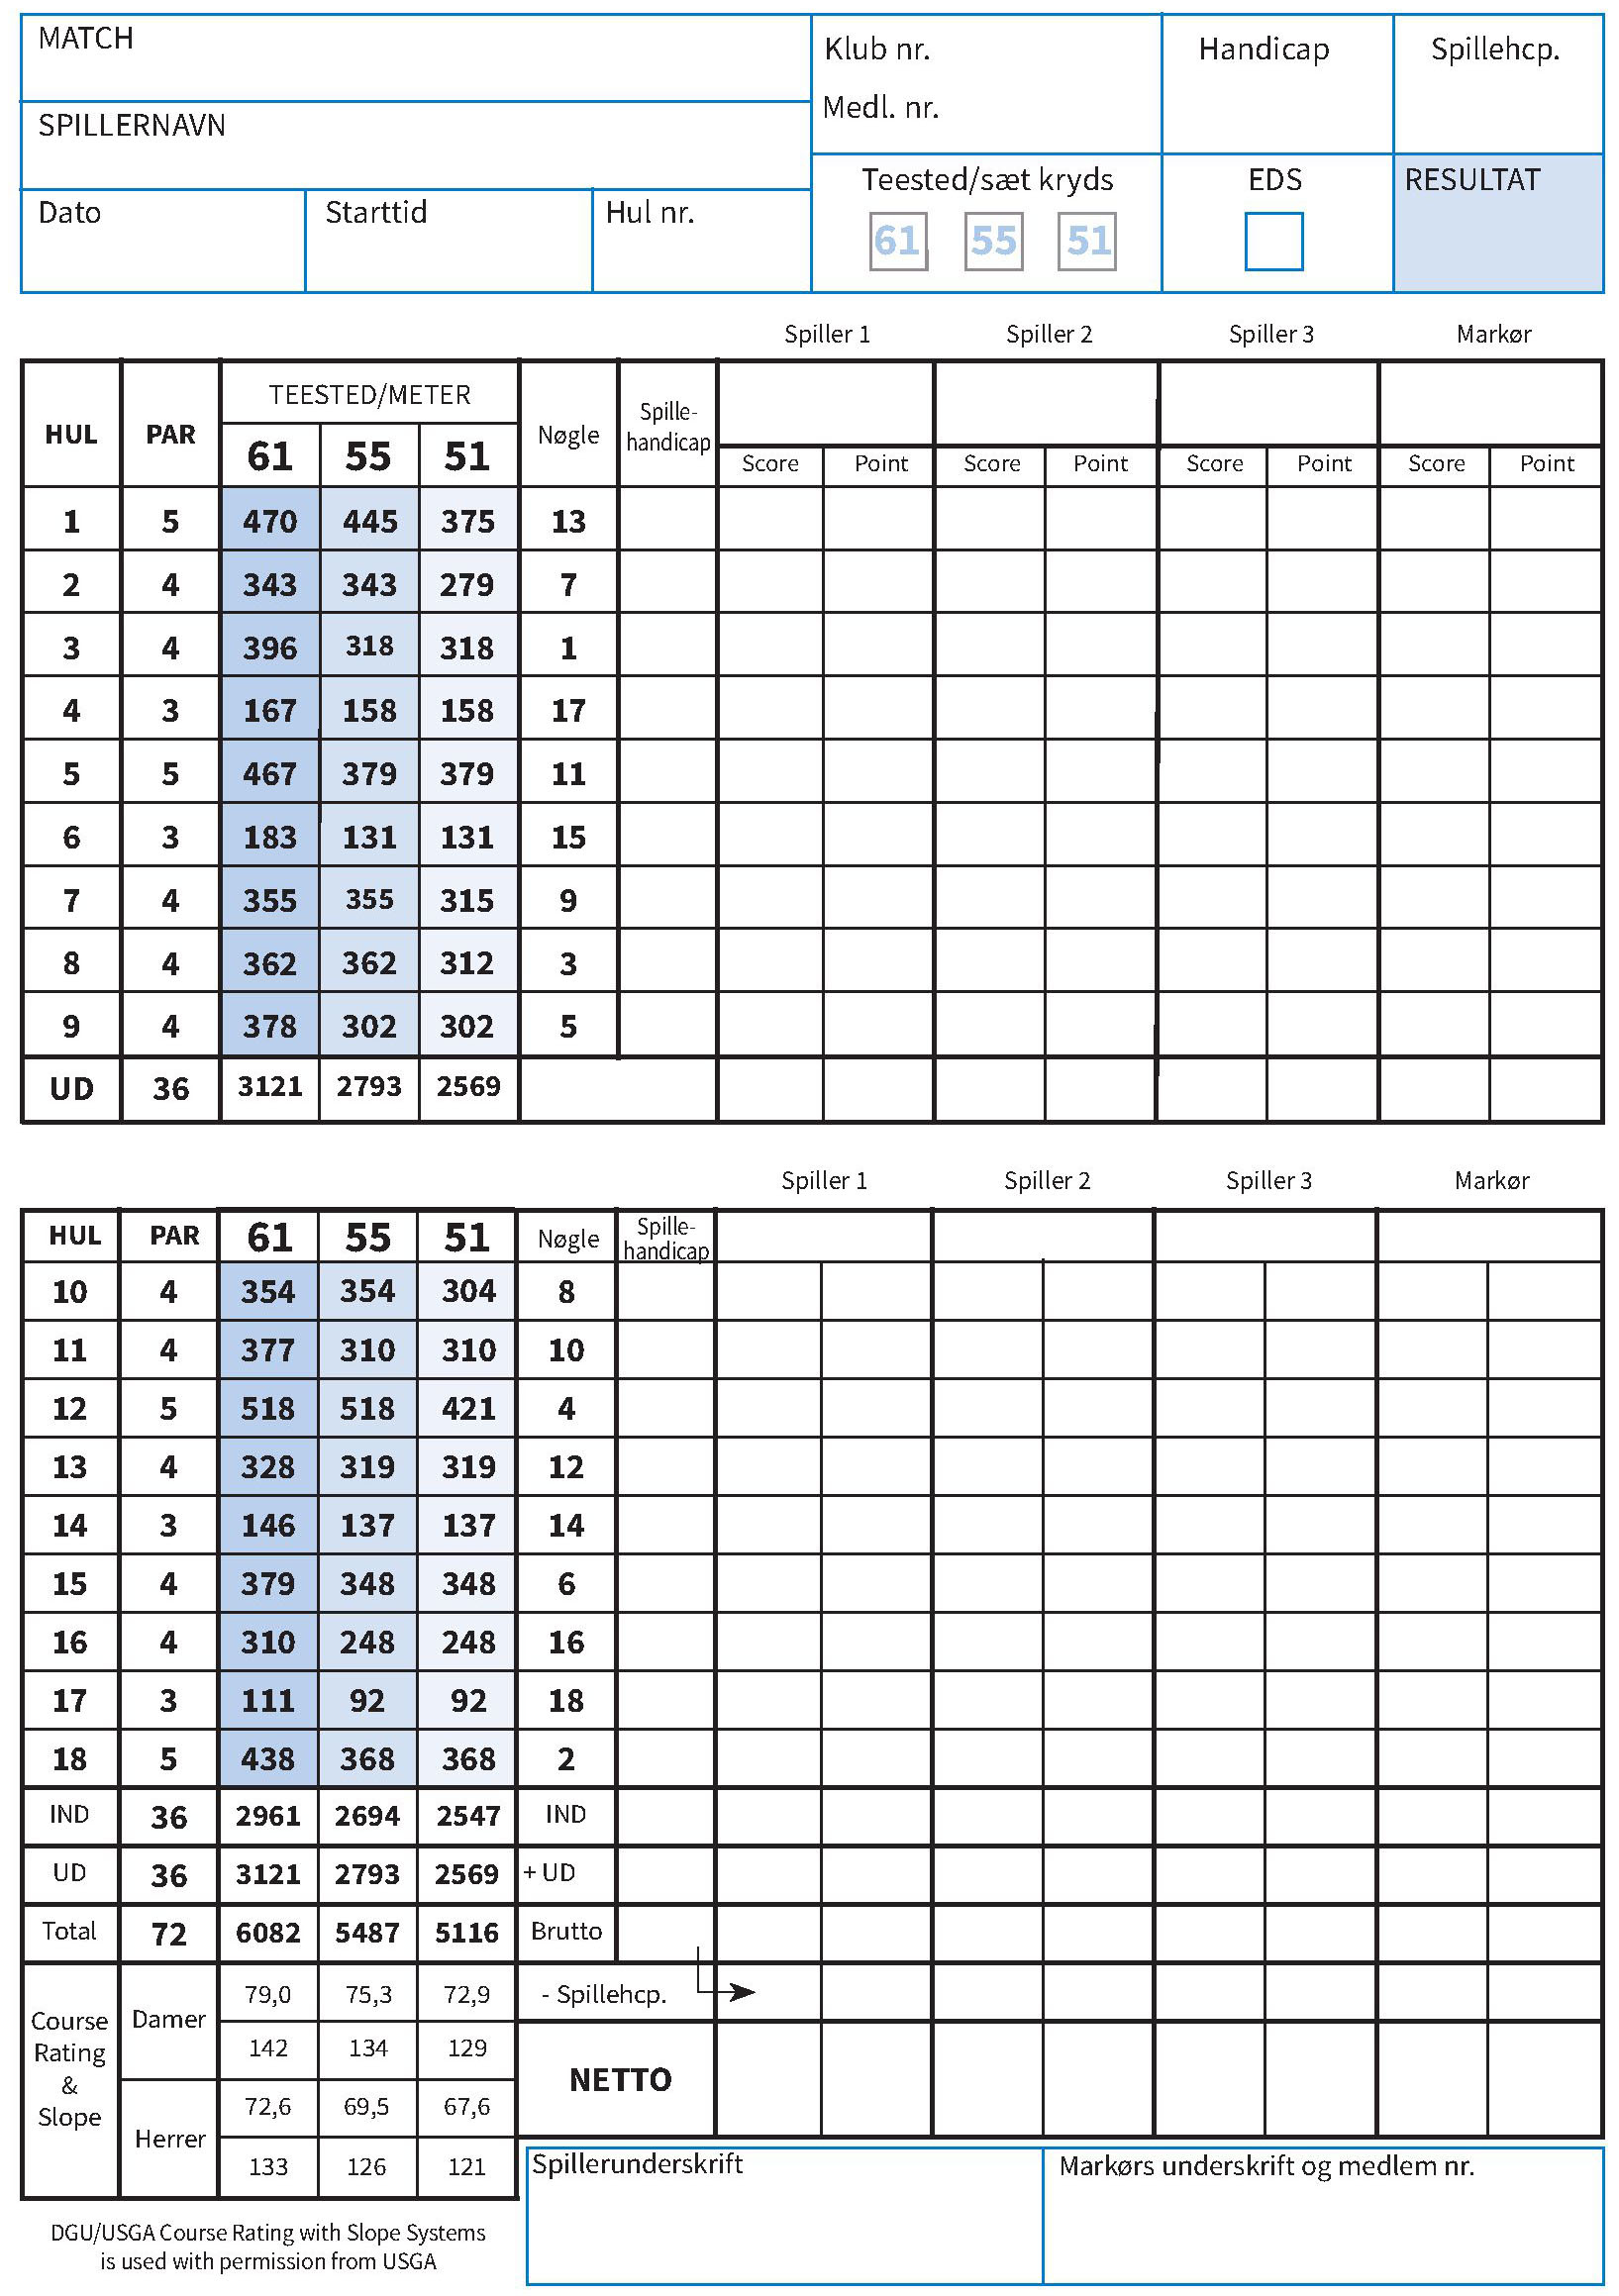 MATCH
Klub nr.
Handicap
Spillehcp.
Medl. nr.
SPILLERNAVN
Teested/sæt kryds
EDS
RESULTAT
Dato
Starttid
Hul nr.
61 55 51
Spiller 1 Spiller 2 Spiller 3 Markør
HUL PAR TEESTED/METER Nøgle Spille-
handicap
61 55 51
Score Point Score Point Score Point Score Point
1 5 470 445 375 13
2 4 343 343 279 7
3 4 396 318 318 1
4 3 167 158 158 17
5 5 467 379 379 11
6 3 183 131 131 15
7 4 355 355 315 9
8 4 362 362 312 3
9 4 378 302 302 5
UD 36 3121 2793 2569
Spiller 1 Spiller 2 Spiller 3 Markør
HUL PAR 61 55 51 Nøgle Spille-
handicap
10 4 354 354 304 8
11 4 377 310 310 10
12 5 518 518 421 4
13 4 328 319 319 12
14 3 146 137 137 14
15 4 379 348 348 6
16 4 310 248 248 16
17 3 111 92 92 18
18 5 438 368 368 2
IND 36 2961 2694 2547 IND
UD 36 3121 2793 2569 + UD
Total 72 6082 5487 5116 Brutto
Course
Rating
&
Slope
Damer
79,0 75,3 72,9
- Spillehcp.
142 134 129
NETTO
Herrer
72,6 69,5 67,6
133 126 121
Spillerunderskrift
Markørs underskrift og medlem nr.
DGU/USGA Course Rating with Slope Systems
is used with permission from USGA